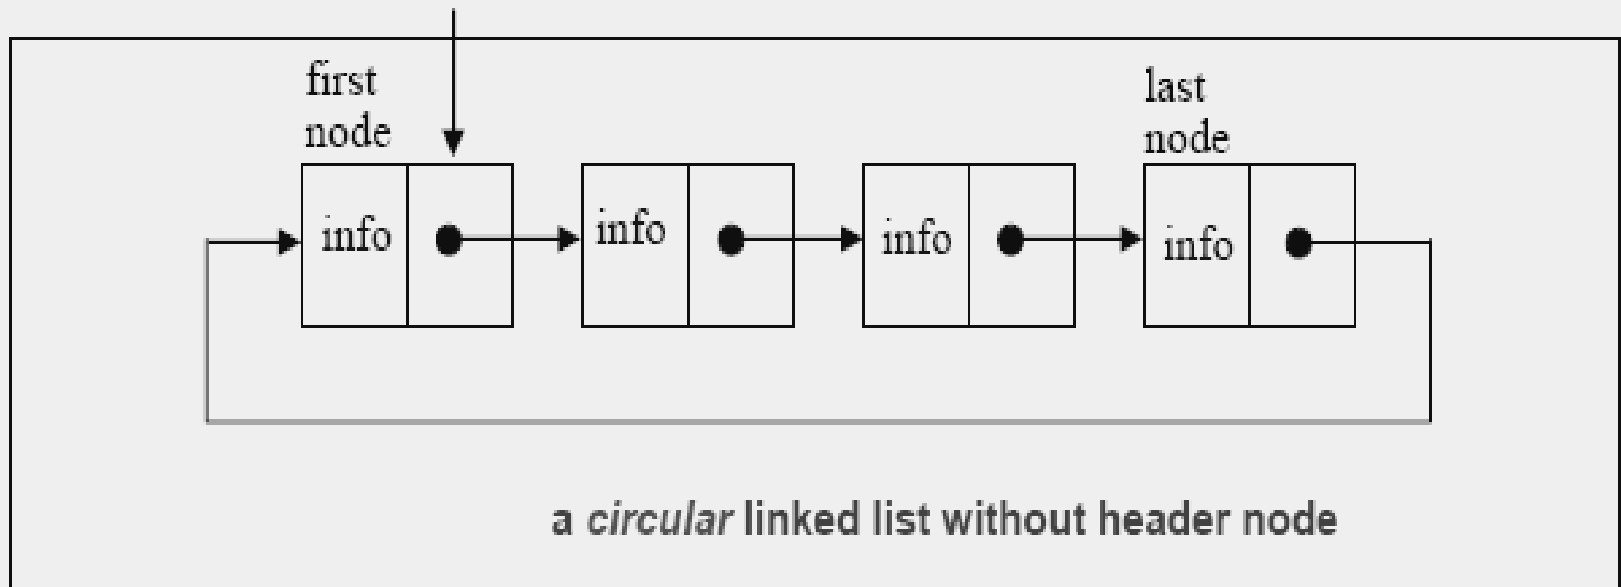 first
node
last
node
info
info
info
info
a circular linked list without header node